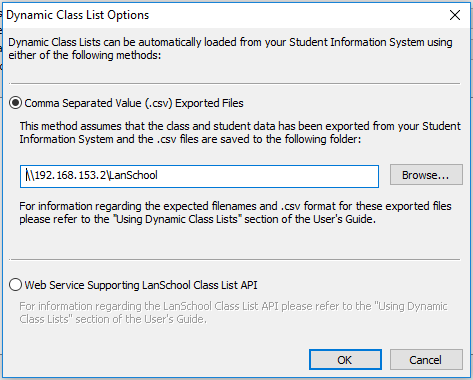 Dynamic Class List Options
Dynamic Class Lists can be automatically loaded from your Student Information System using
either of the following methods:
Comma Separated Value (.csv) Exported Files
This method assumes that the class and student data has been exported from your Student
Information System and the .csv files are saved to the following folder:
\\192.168.153.2\LanSchool
Browse...
For information regarding the expected filenames and .csv format for these exported files
please refer to the "Using Dynamic Class Lists" section of the User's Guide.
Web Service Supporting LanSchool Class List API
For information regarding the LanSchool Class List API please refer to the "Using Dynamic
Class Lists" section of the User's Guide.
OK
Cancel